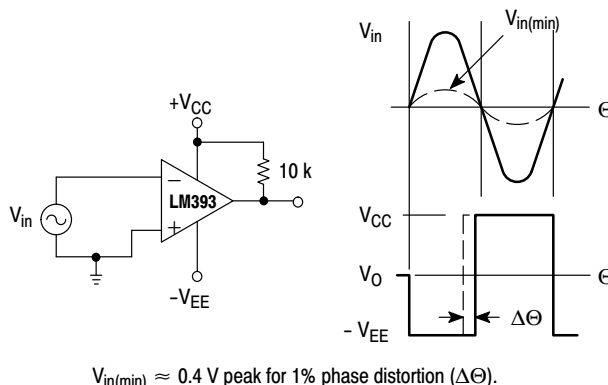 V_in
V_in(min)
Θ
+V_CC
10 k
−
LM393
+
V_in
−V_EE
V_CC
V_O
Θ
− V_EE
ΔΘ
V_in(min) ≈ 0.4 V peak for 1% phase distortion (ΔΘ).